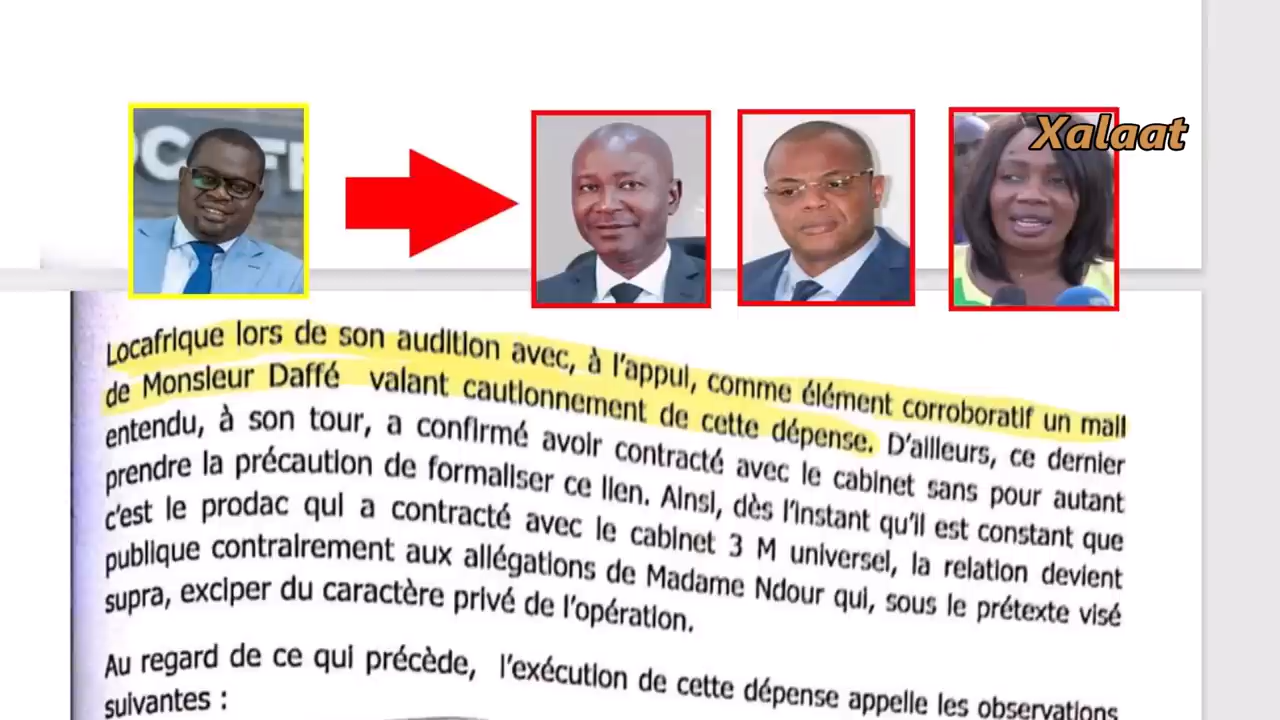 OCAFR
Xalaat
Locafrique lors de son audition avec, à l'appui, comme élément corroboratif un mail
de Monsieur Daffé valant cautionnement de cette dépense. D'ailleurs, ce dernier
entendu, à son tour, a confirmé avoir contracté avec le cabinet sans pour autant
prendre la précaution de formaliser ce lien. Ainsi, dès l'instant qu'il est constant que
c'est le prodac qui a contracté avec le cabinet 3 M universel, la relation devient
publique contrairement aux allégations de Madame Ndour qui, sous le prétexte visé
supra, exciper du caractère privé de l'opération.
Au regard de ce qui précède, l'exécution de cette dépense appelle les observations
suivantes :